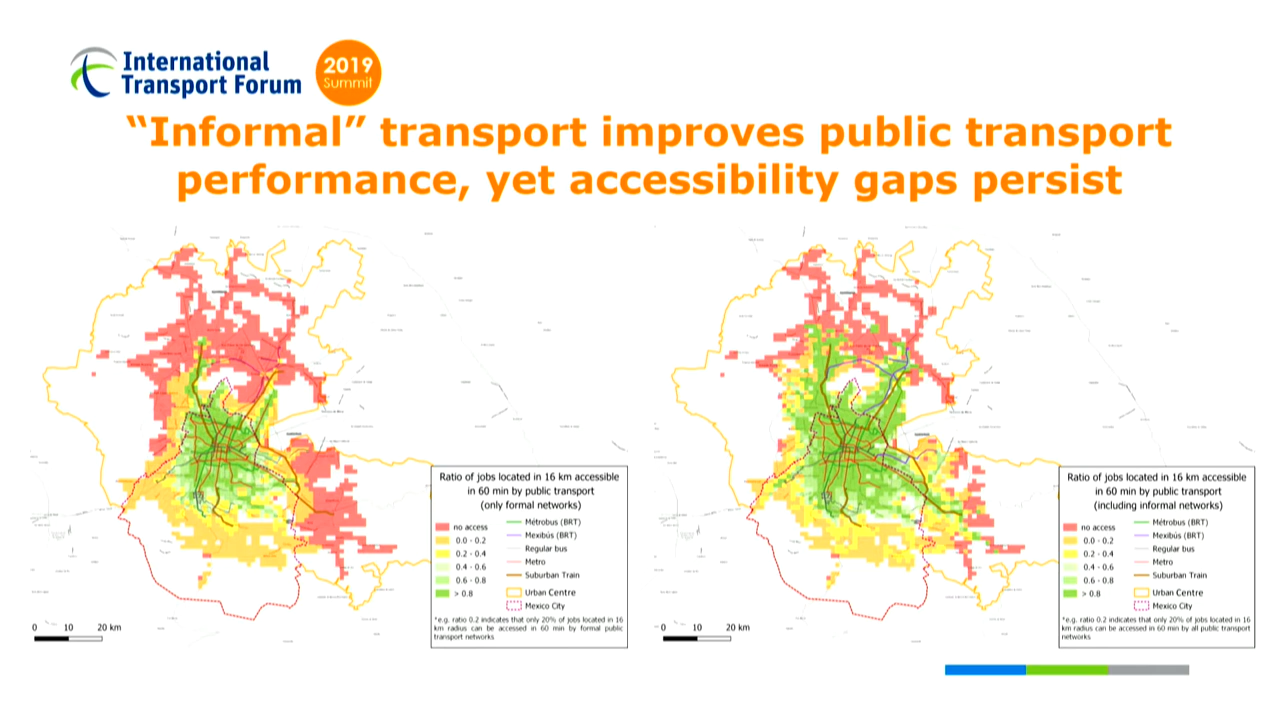 International
Transport Forum
2019
Summit
“Informal” transport improves public transport
performance, yet accessibility gaps persist
Ratio of jobs located in 16 km accessible
in 60 min by public transport
(only formal networks)
no access
0.0 - 0.2
0.2 - 0.4
0.4 - 0.6
0.6 - 0.8
> 0.8
Métrobus (BRT)
Mexibús (BRT)
Regular bus
Metro
Suburban Train
Urban Centre
Mexico City
*e.g. ratio 0.2 indicates that only 20% of jobs located in 16
km radius can be accessed in 60 min by formal public
transport networks
0 10 20 km
Ratio of jobs located in 16 km accessible
in 60 min by public transport
(including informal networks)
no access
0.0 - 0.2
0.2 - 0.4
0.4 - 0.6
0.6 - 0.8
> 0.8
Métrobus (BRT)
Mexibús (BRT)
Regular bus
Metro
Suburban Train
Urban Centre
Mexico City
*e.g. ratio 0.2 indicates that only 20% of jobs located in 16
km radius can be accessed in 60 min by all public transport
networks
0 10 20 km